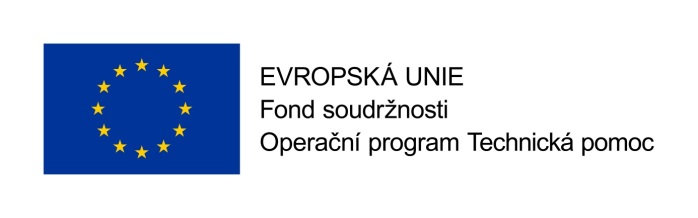 EVROPSKÁ UNIE
Fond soudržnosti
Operační program Technická pomoc